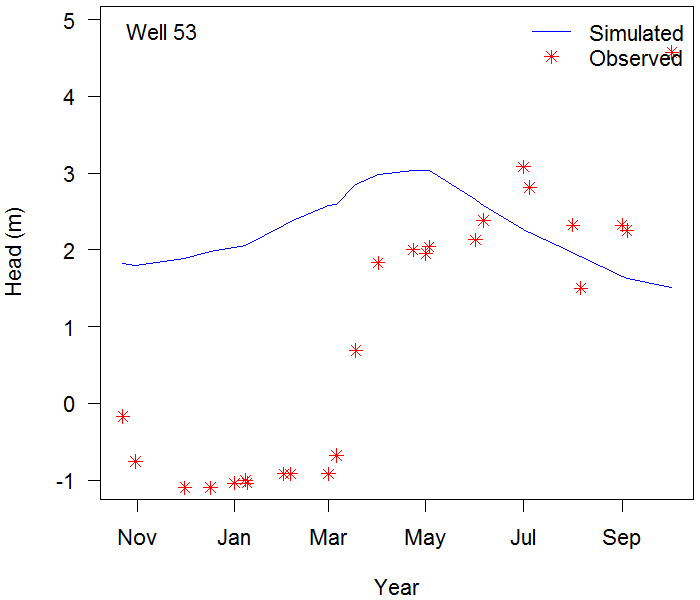 Well 53
Simulated
Observed
5
4
3
2
1
0
-1
Head (m)
Nov Jan Mar May Jul Sep
Year